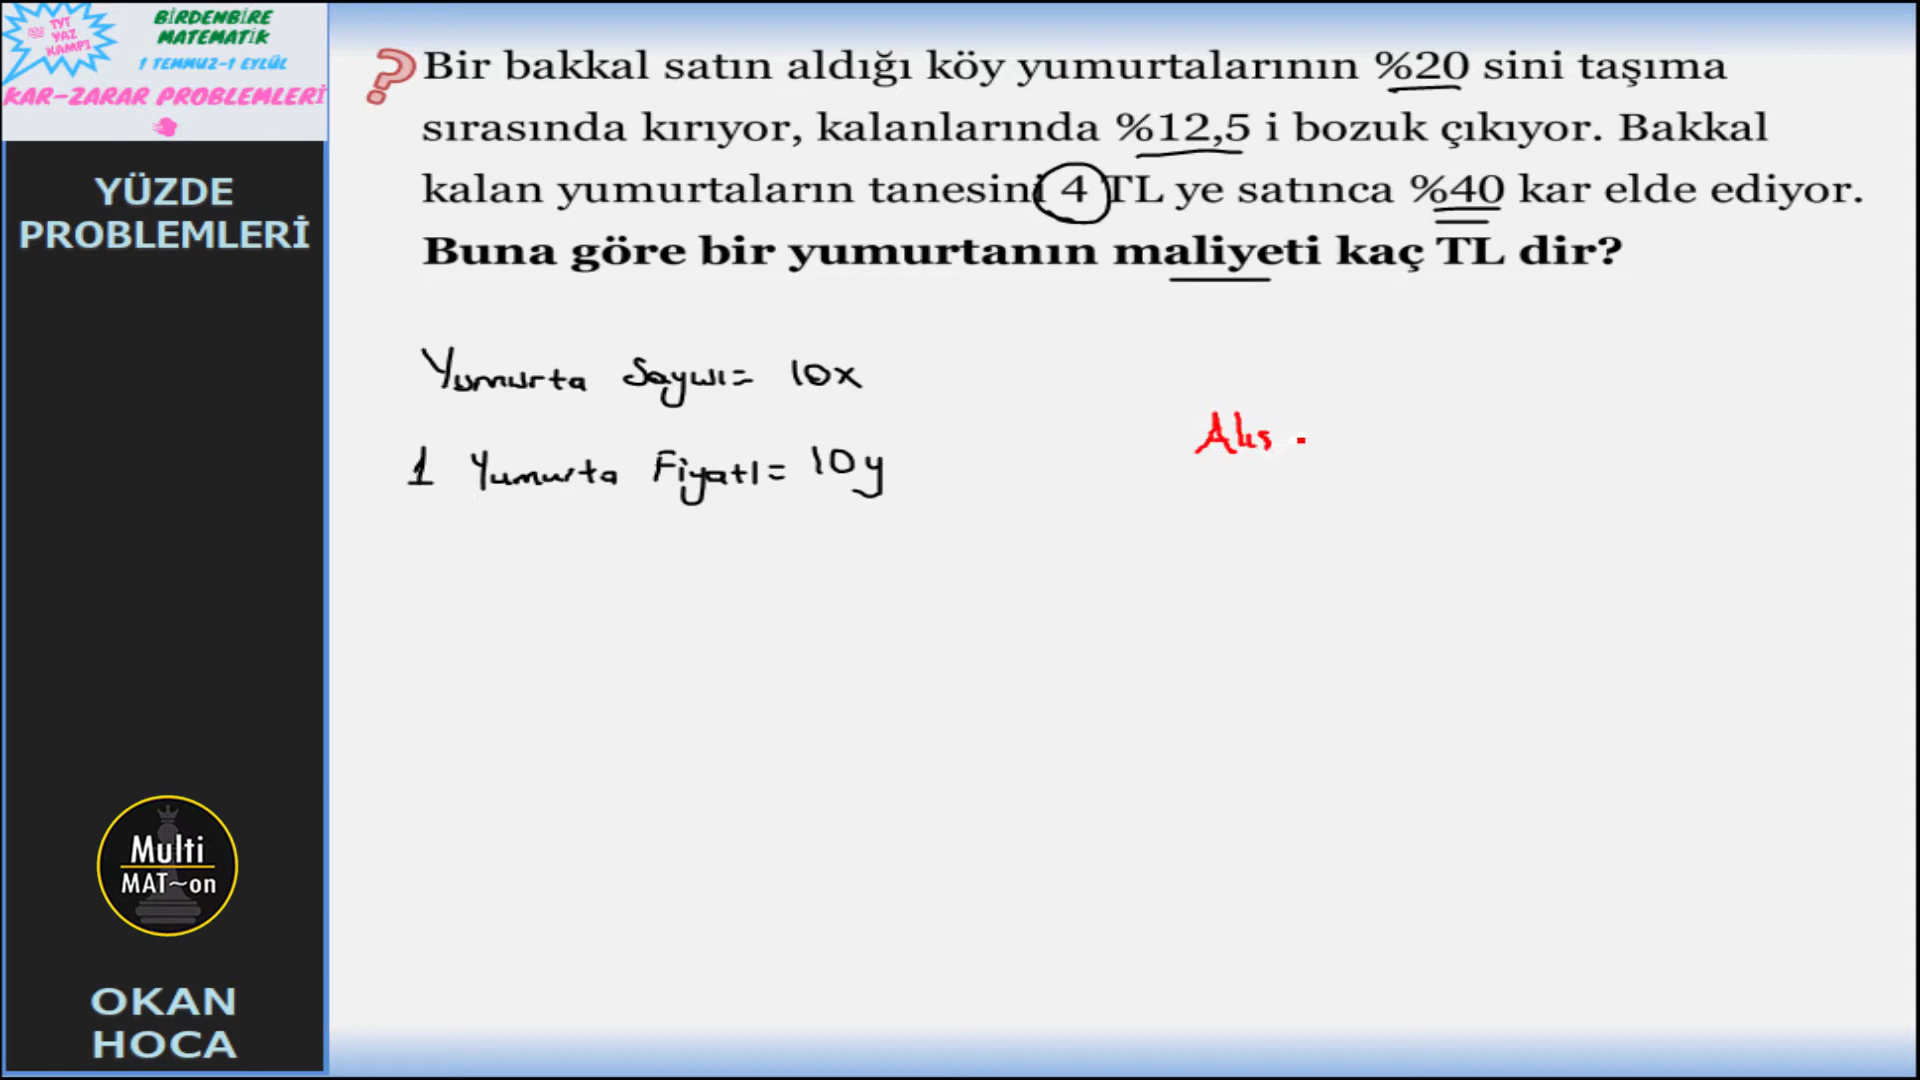 TYT
YAZ
KAMPI
BİRDENBİRE
MATEMATİK
1 TEMMUZ-1 EYLÜL
KAR-ZARAR PROBLEMLERİ
YÜZDE
PROBLEMLERİ
Bir bakkal satın aldığı köy yumurtalarının %20 sini taşıma
sırasında kırıyor, kalanlarında %12,5 i bozuk çıkıyor. Bakkal
kalan yumurtaların tanesini 4 TL ye satınca %40 kar elde ediyor.
Buna göre bir yumurtanın maliyeti kaç TL dir?
Yumurta Sayısı= 10x
1 Yumurta Fiyatı= 10y
Alış
Multi
MAT~on
OKAN
HOCA